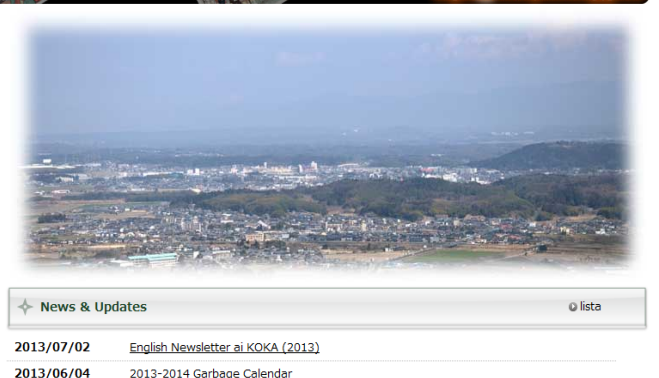 News & Updates
lista
2013/07/02 English Newsletter ai KOKA (2013)
2013/06/04 2013-2014 Garbage Calendar